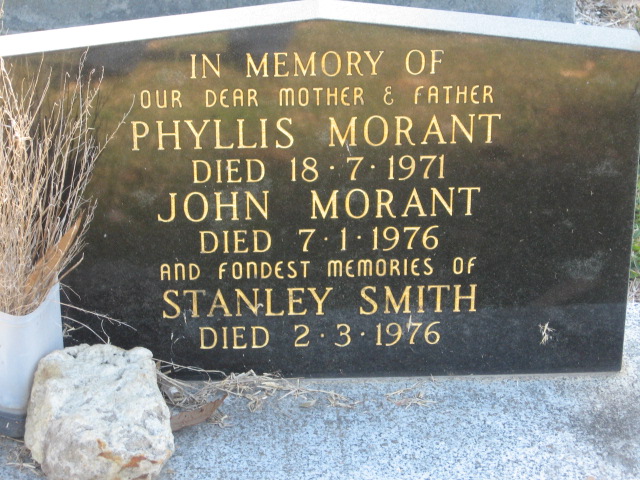 IN MEMORY OF
OUR DEAR MOTHER & FATHER
PHYLLIS MORANT
DIED 18·7·1971
JOHN MORANT
DIED 7·1·1976
AND FONDEST MEMORIES OF
STANLEY SMITH
DIED 2·3·1976